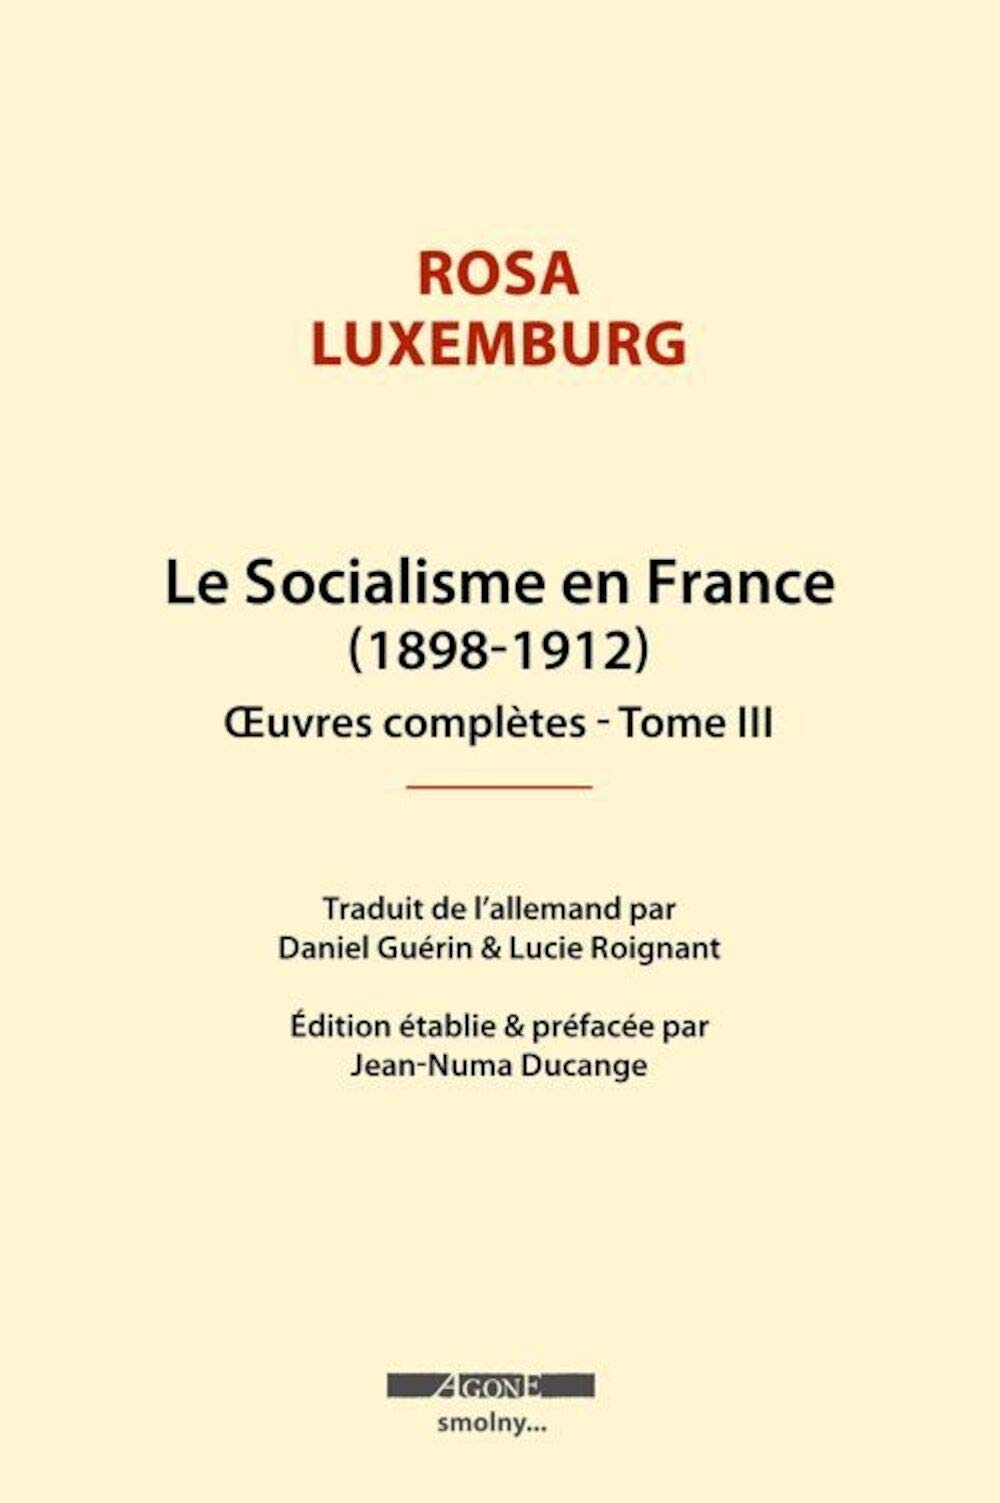 ROSA
LUXEMBURG
Le Socialisme en France
(1898-1912)
Œuvres complètes - Tome III
Traduit de l’allemand par
Daniel Guérin & Lucie Roignant
Édition établie & préfacée par
Jean-Numa Ducange
AGONE
smolny...